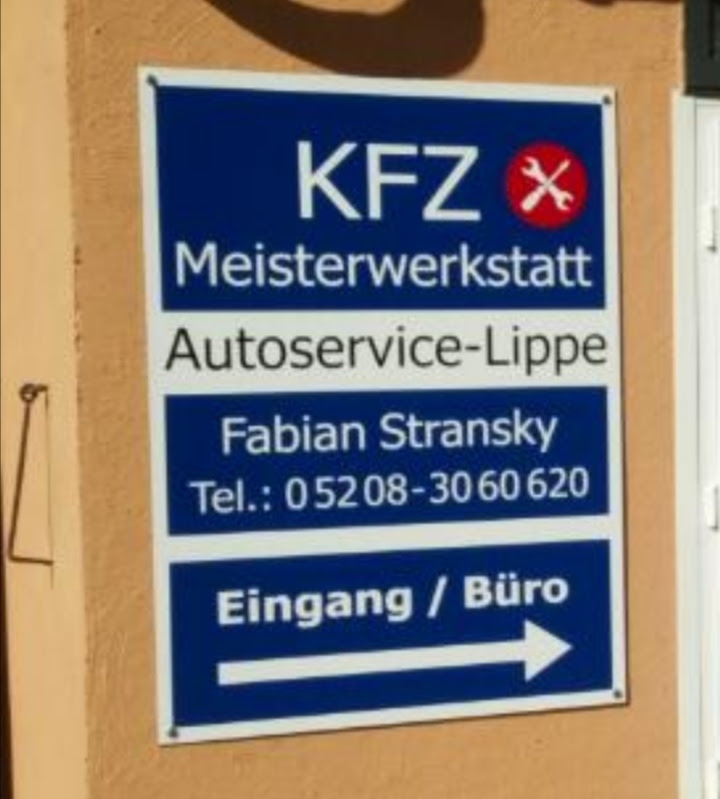 KFZ
Meisterwerkstatt
Autoservice-Lippe
Fabian Stransky
Tel.: 05208-3060620
Eingang / Büro